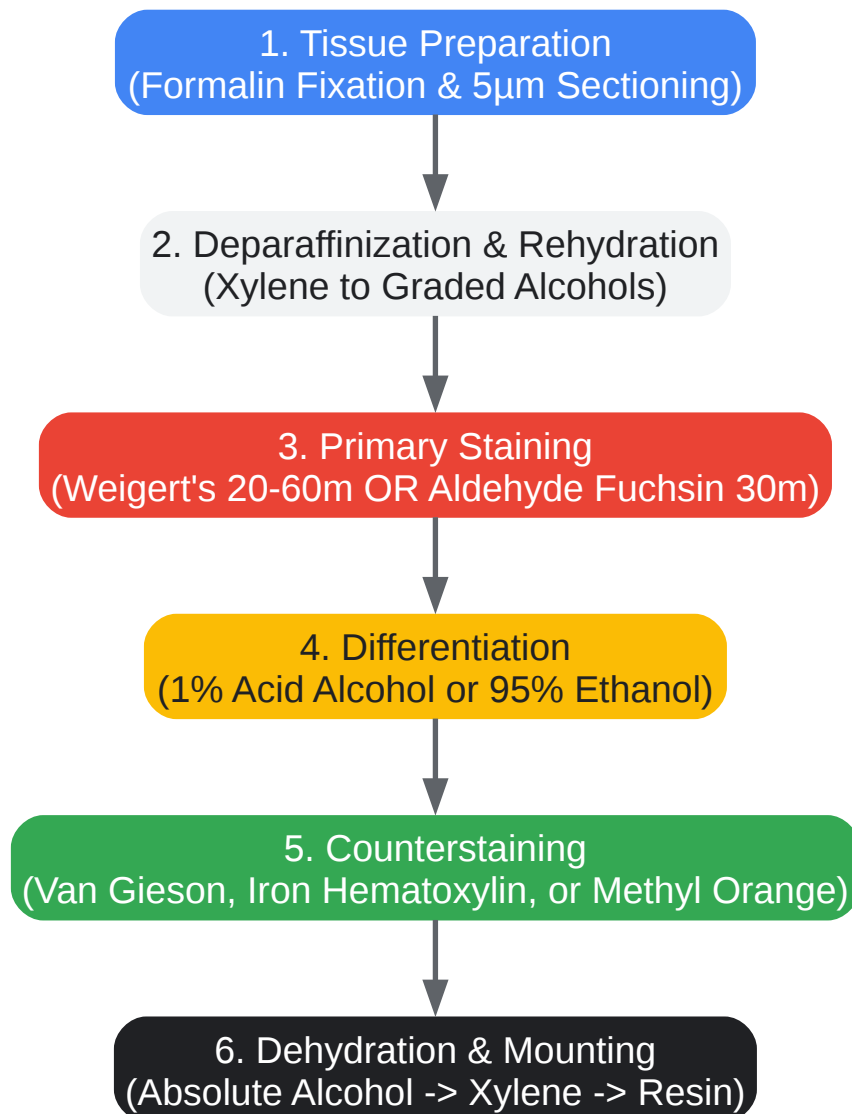 1. Tissue Preparation
(Formalin Fixation & 5µm Sectioning)
2. Deparaffinization & Rehydration
(Xylene to Graded Alcohols)
3. Primary Staining
(Weigert's 20-60m OR Aldehyde Fuchsin 30m)
4. Differentiation
(1% Acid Alcohol or 95% Ethanol)
5. Counterstaining
(Van Gieson, Iron Hematoxylin, or Methyl Orange)
6. Dehydration & Mounting
(Absolute Alcohol -> Xylene -> Resin)